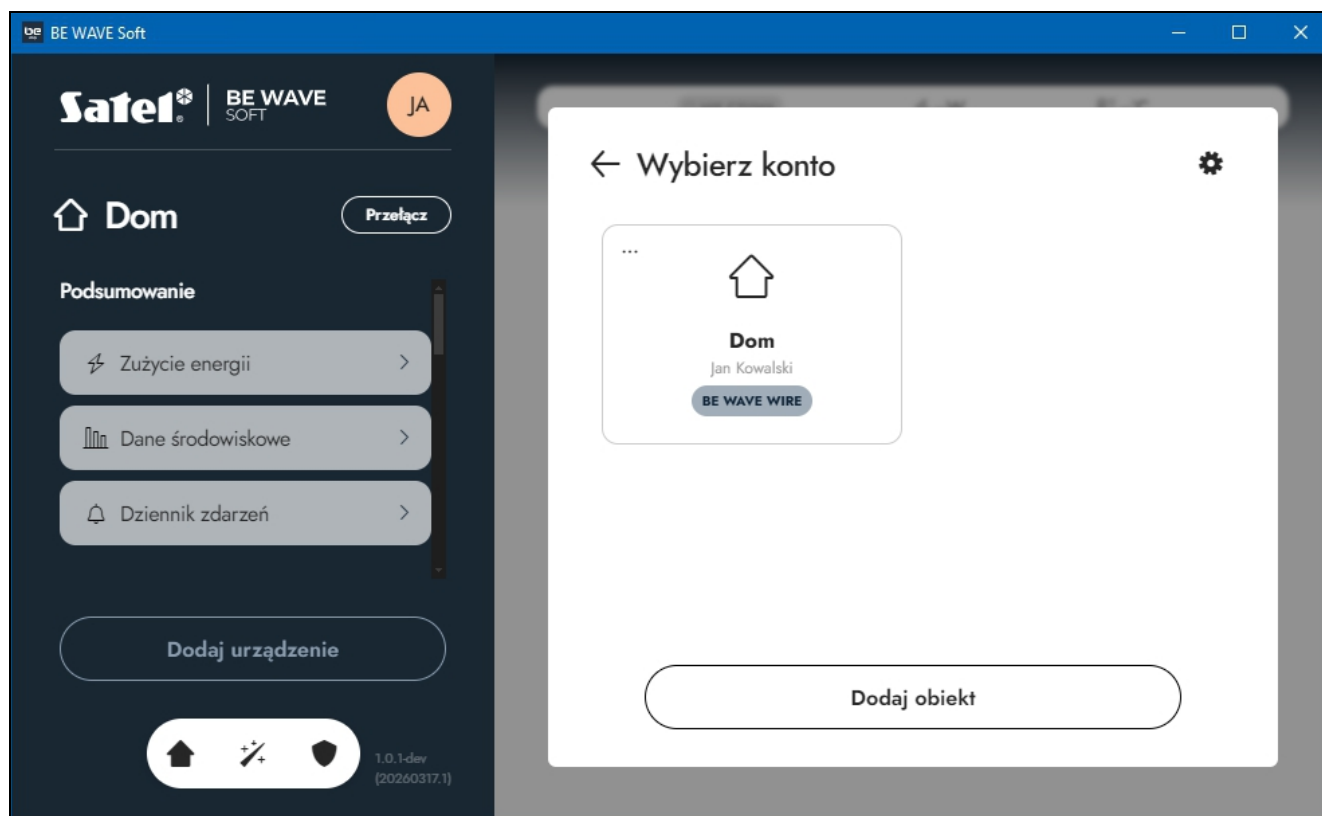 be BE WAVE Soft
Satel® BE WAVE SOFT JA
Dom Przełącz
Podsumowanie
Zużycie energii
Dane środowiskowe
Dziennik zdarzeń
Dodaj urządzenie
1.0.1-dev
(20260317.1)
Wybierz konto
...
Dom
Jan Kowalski
BE WAVE WIRE
Dodaj obiekt